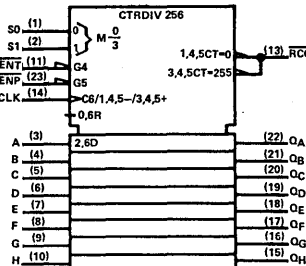 CTRDIV 256
S0 (1) 0
S1 (2) 1 } M 0/3
ENT (11) G4 1,4,5CT=0 (13) RCO
ENP (23) G5 3,4,5CT=255
CLK (14) C6/1,4,5−/3,4,5+
0,6R
A (3) 2,6D (22) QA
B (4) (21) QB
C (5) (20) QC
D (6) (19) QD
E (7) (18) QE
F (8) (17) QF
G (9) (16) QG
H (10) (15) QH